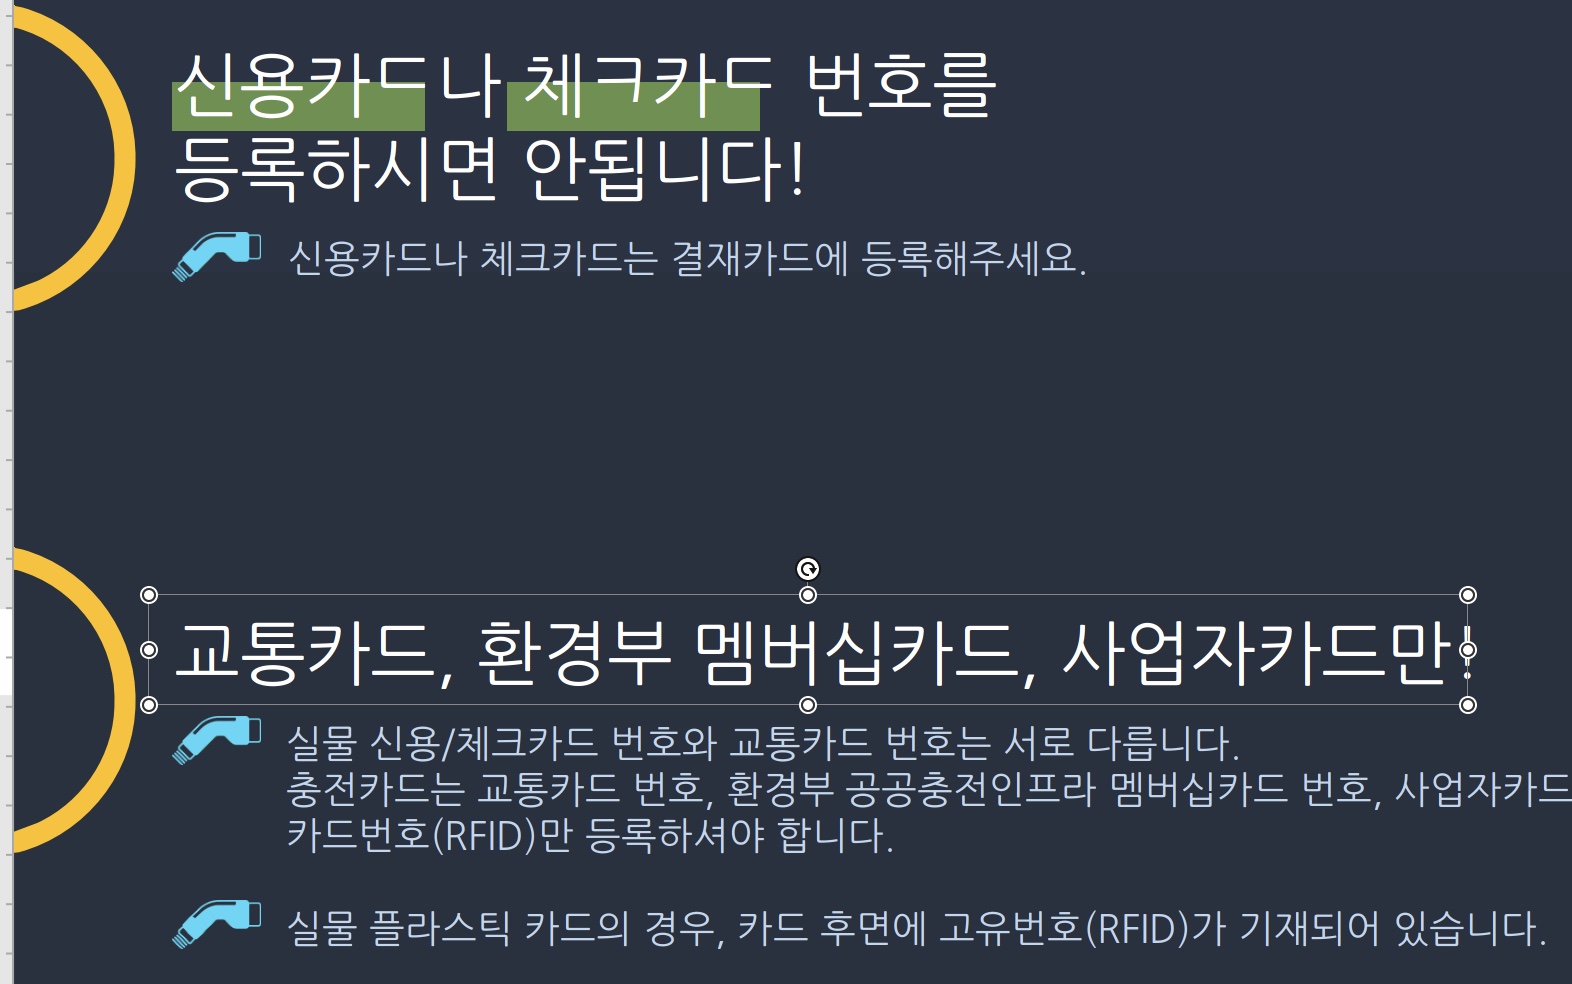 신용카드나 체크카드 번호를
등록하시면 안됩니다!
신용카드나 체크카드는 결재카드에 등록해주세요.
교통카드, 환경부 멤버십카드, 사업자카드만!
실물 신용/체크카드 번호와 교통카드 번호는 서로 다릅니다.
충전카드는 교통카드 번호, 환경부 공공충전인프라 멤버십카드 번호, 사업자카드
카드번호(RFID)만 등록하셔야 합니다.
실물 플라스틱 카드의 경우, 카드 후면에 고유번호(RFID)가 기재되어 있습니다.